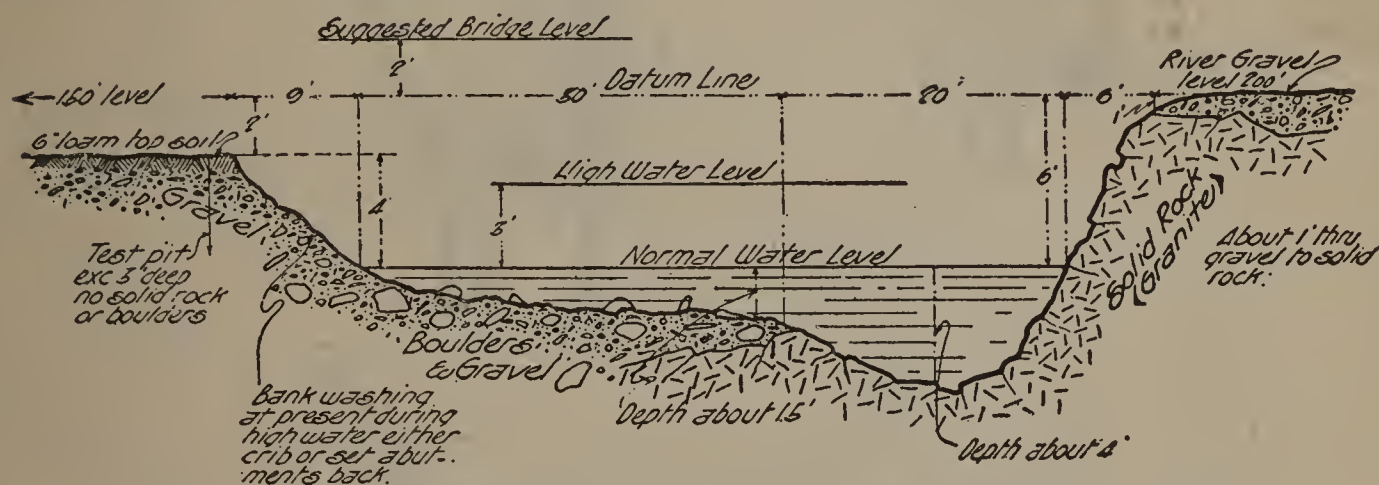 Suggested Bridge Level
2'
River Gravel
level 200'
160' level
9'
30'
Datum Line
20'
6'
2'
1'
6" loam top soil
High Water Level
6'
4'
3'
Gravel
Solid Rock
(Granite)
About 1' thru
gravel to solid
rock.
Test pit
exc 3' deep
no solid rock
or boulders
Normal Water Level
Boulders
& Gravel
Bank washing
at present during
high water either
crib or set abut-
ments back.
Depth about 1.5'
Depth about 4'